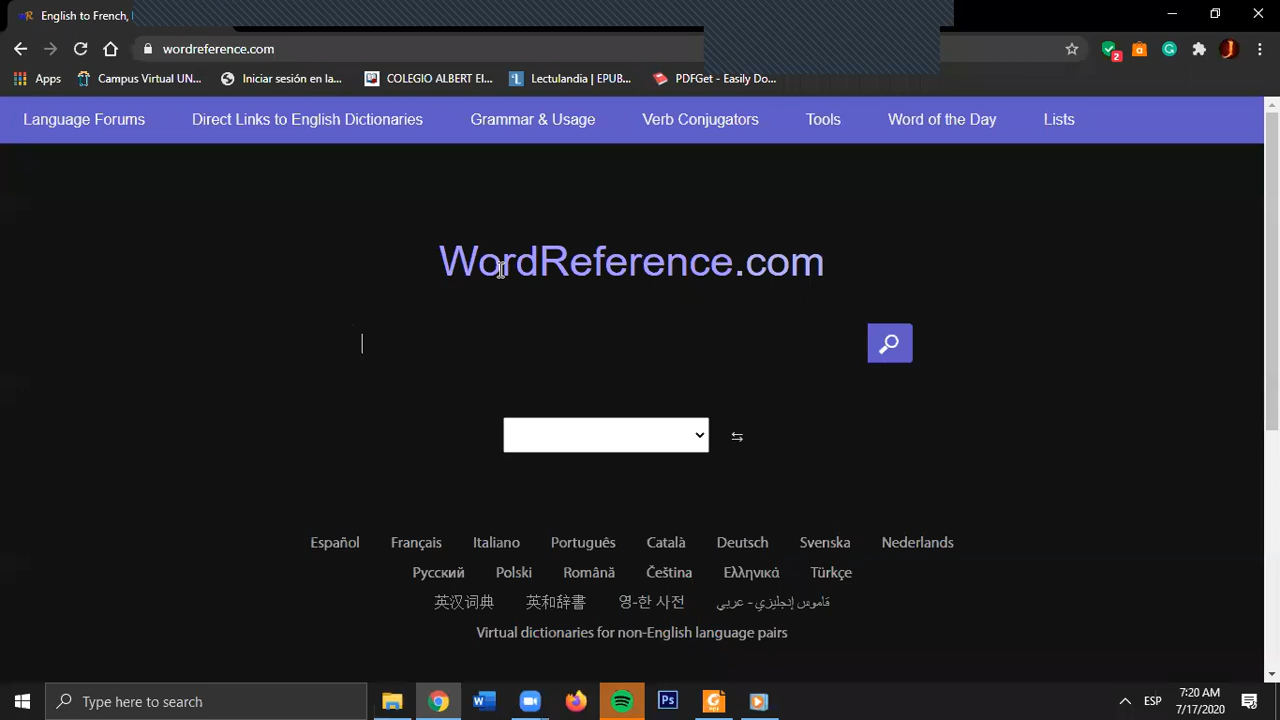 English to French,
wordreference.com
2
Apps Campus Virtual UN... Iniciar sesión en la... COLEGIO ALBERT EI... Lectulandia | EPUB... PDFGet - Easily Do...
Language Forums Direct Links to English Dictionaries Grammar & Usage Verb Conjugators Tools Word of the Day Lists
WordReference.com
Español Français Italiano Português Català Deutsch Svenska Nederlands
Русский Polski Română Čeština Ελληνικά Türkçe
英汉词典 英和辞書 영-한 사전 قاموس إنجليزي - عربي
Virtual dictionaries for non-English language pairs
Type here to search
ESP
7:20 AM
7/17/2020